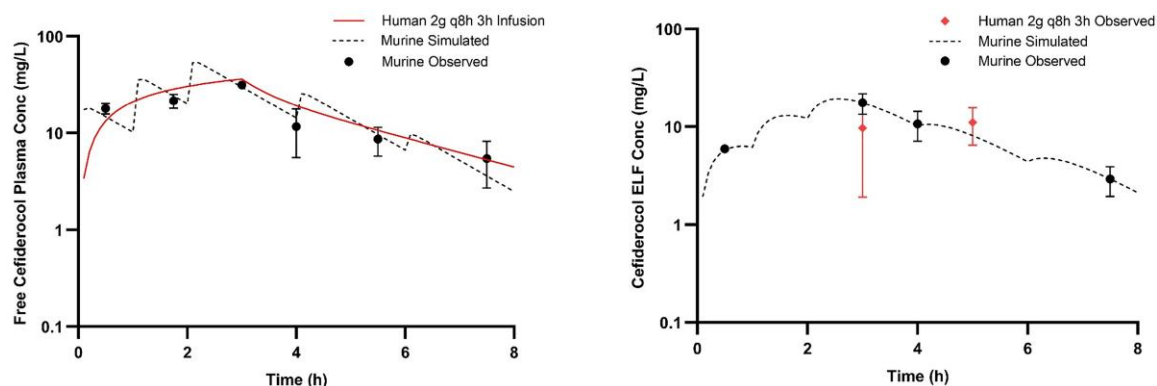 Human 2g q8h 3h Infusion
Murine Simulated
Murine Observed
100
10
1
0.1
0 2 4 6 8
Time (h)
Free Cefiderocol Plasma Conc (mg/L)
Human 2g q8h 3h Observed
Murine Simulated
Murine Observed
100
10
1
0.1
0 2 4 6 8
Time (h)
Cefiderocol ELF Conc (mg/L)